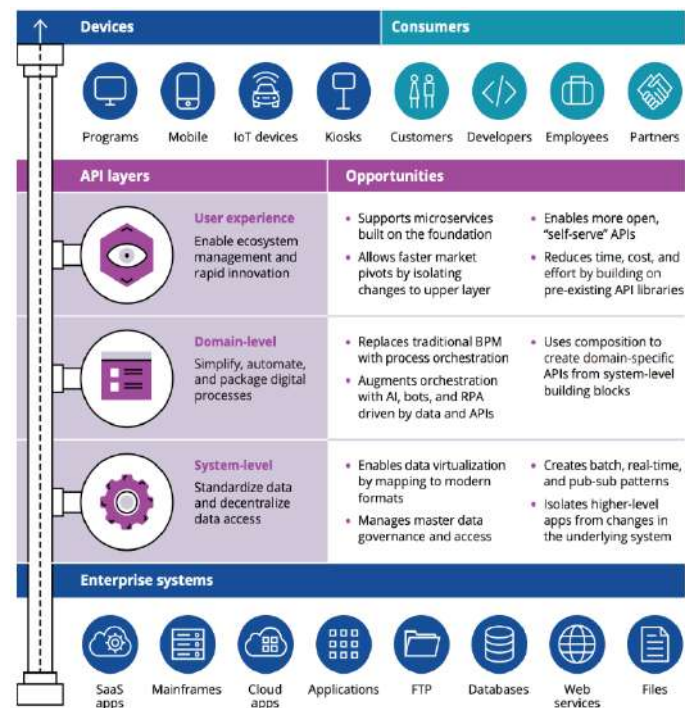 Devices
Consumers
Programs
Mobile
IoT devices
Kiosks
Customers
Developers
Employees
Partners
API layers
Opportunities
User experience
Enable ecosystem
management and
rapid innovation
• Supports microservices
built on the foundation
• Allows faster market
pivots by isolating
changes to upper layer
• Enables more open,
“self-serve” APIs
• Reduces time, cost, and
effort by building on
pre-existing API libraries
Domain-level
Simplify, automate,
and package digital
processes
• Replaces traditional BPM
with process orchestration
• Augments orchestration
with AI, bots, and RPA
driven by data and APIs
• Uses composition to
create domain-specific
APIs from system-level
building blocks
System-level
Standardize data
and decentralize
data access
• Enables data virtualization
by mapping to modern
formats
• Manages master data
governance and access
• Creates batch, real-time,
and pub-sub patterns
• Isolates higher-level
apps from changes in
the underlying system
Enterprise systems
SaaS
apps
Mainframes
Cloud
apps
Applications
FTP
Databases
Web
services
Files